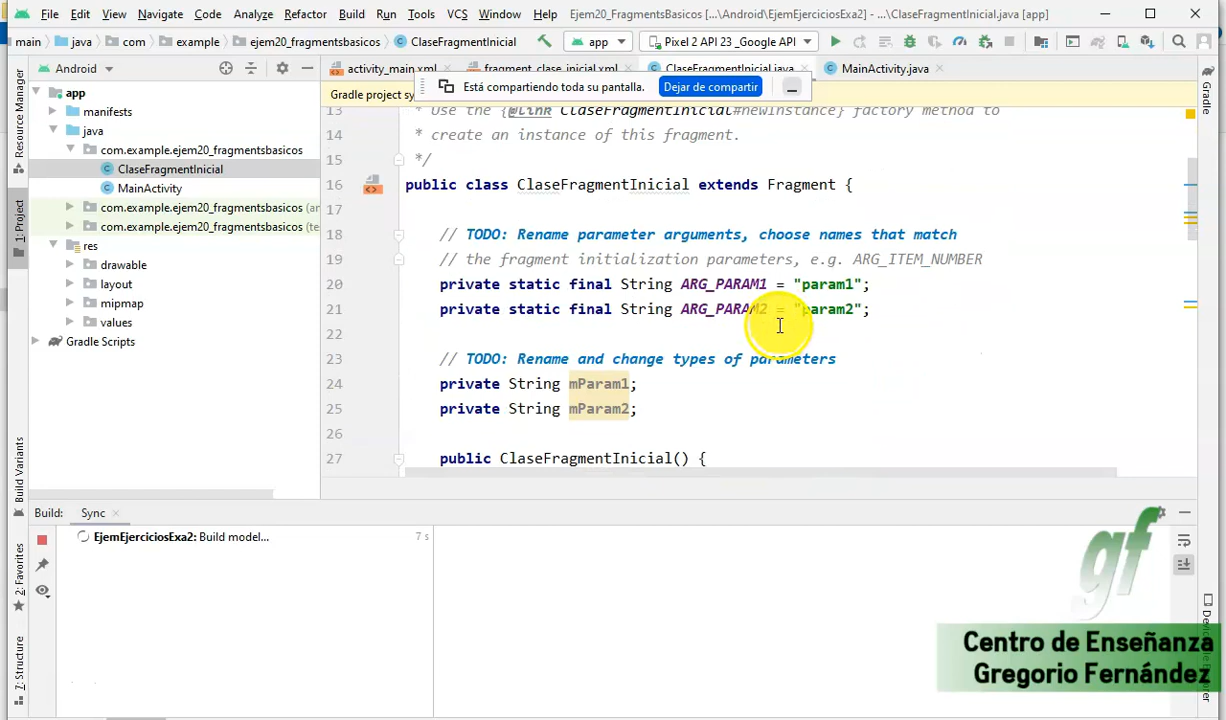 File Edit View Navigate Code Analyze Refactor Build Run Tools VCS Window Help Ejem20_FragmentsBasicos [...\Android\EjemEjerciciosExa2] - ...\ClaseFragmentInicial.java [app]
main java com example ejem20_fragmentsbasicos ClaseFragmentInicial app Pixel 2 API 23 _Google API
Android activity_main.xml fragment_clase_inicial.xml ClaseFragmentInicial.java MainActivity.java
Está compartiendo toda su pantalla. Dejar de compartir
Gradle project sy
Resource Manager
1: Project
Build Variants
2: Favorites
7: Structure
Gradle
app
manifests
java
com.example.ejem20_fragmentsbasicos
ClaseFragmentInicial
MainActivity
com.example.ejem20_fragmentsbasicos (an
com.example.ejem20_fragmentsbasicos (te
res
drawable
layout
mipmap
values
Gradle Scripts
13 * Use the {@link ClaseFragmentInicial#newInstance} factory method to
14 * create an instance of this fragment.
15 */
16 public class ClaseFragmentInicial extends Fragment {
17
18 // TODO: Rename parameter arguments, choose names that match
19 // the fragment initialization parameters, e.g. ARG_ITEM_NUMBER
20 private static final String ARG_PARAM1 = "param1";
21 private static final String ARG_PARAM2 = "param2";
22
23 // TODO: Rename and change types of parameters
24 private String mParam1;
25 private String mParam2;
26
27 public ClaseFragmentInicial() {
Build: Sync
EjemEjerciciosExa2: Build model... 7 s
gf
Centro de Enseñanza
Gregorio Fernández